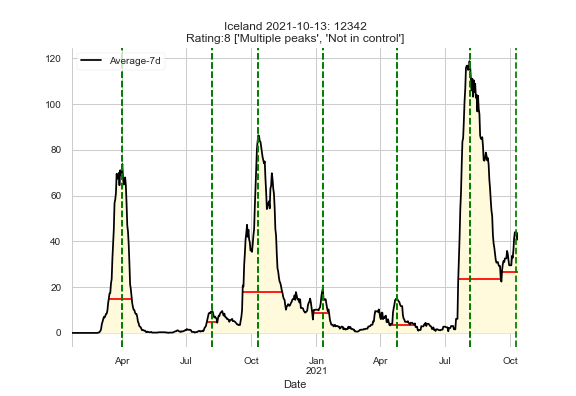 Iceland 2021-10-13: 12342
Rating:8 ['Multiple peaks', 'Not in control']
Average-7d
120
100
80
60
40
20
0
Apr Jul Oct Jan Apr Jul Oct
2021
Date